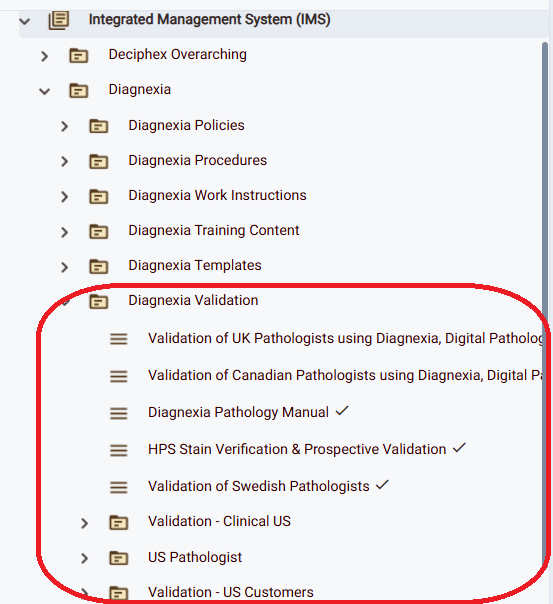 Integrated Management System (IMS)
Deciphex Overarching
Diagnexia
Diagnexia Policies
Diagnexia Procedures
Diagnexia Work Instructions
Diagnexia Training Content
Diagnexia Templates
Diagnexia Validation
Validation of UK Pathologists using Diagnexia, Digital Patholog
Validation of Canadian Pathologists using Diagnexia, Digital Pa
Diagnexia Pathology Manual ✓
HPS Stain Verification & Prospective Validation ✓
Validation of Swedish Pathologists ✓
Validation - Clinical US
US Pathologist
Validation - US Customers